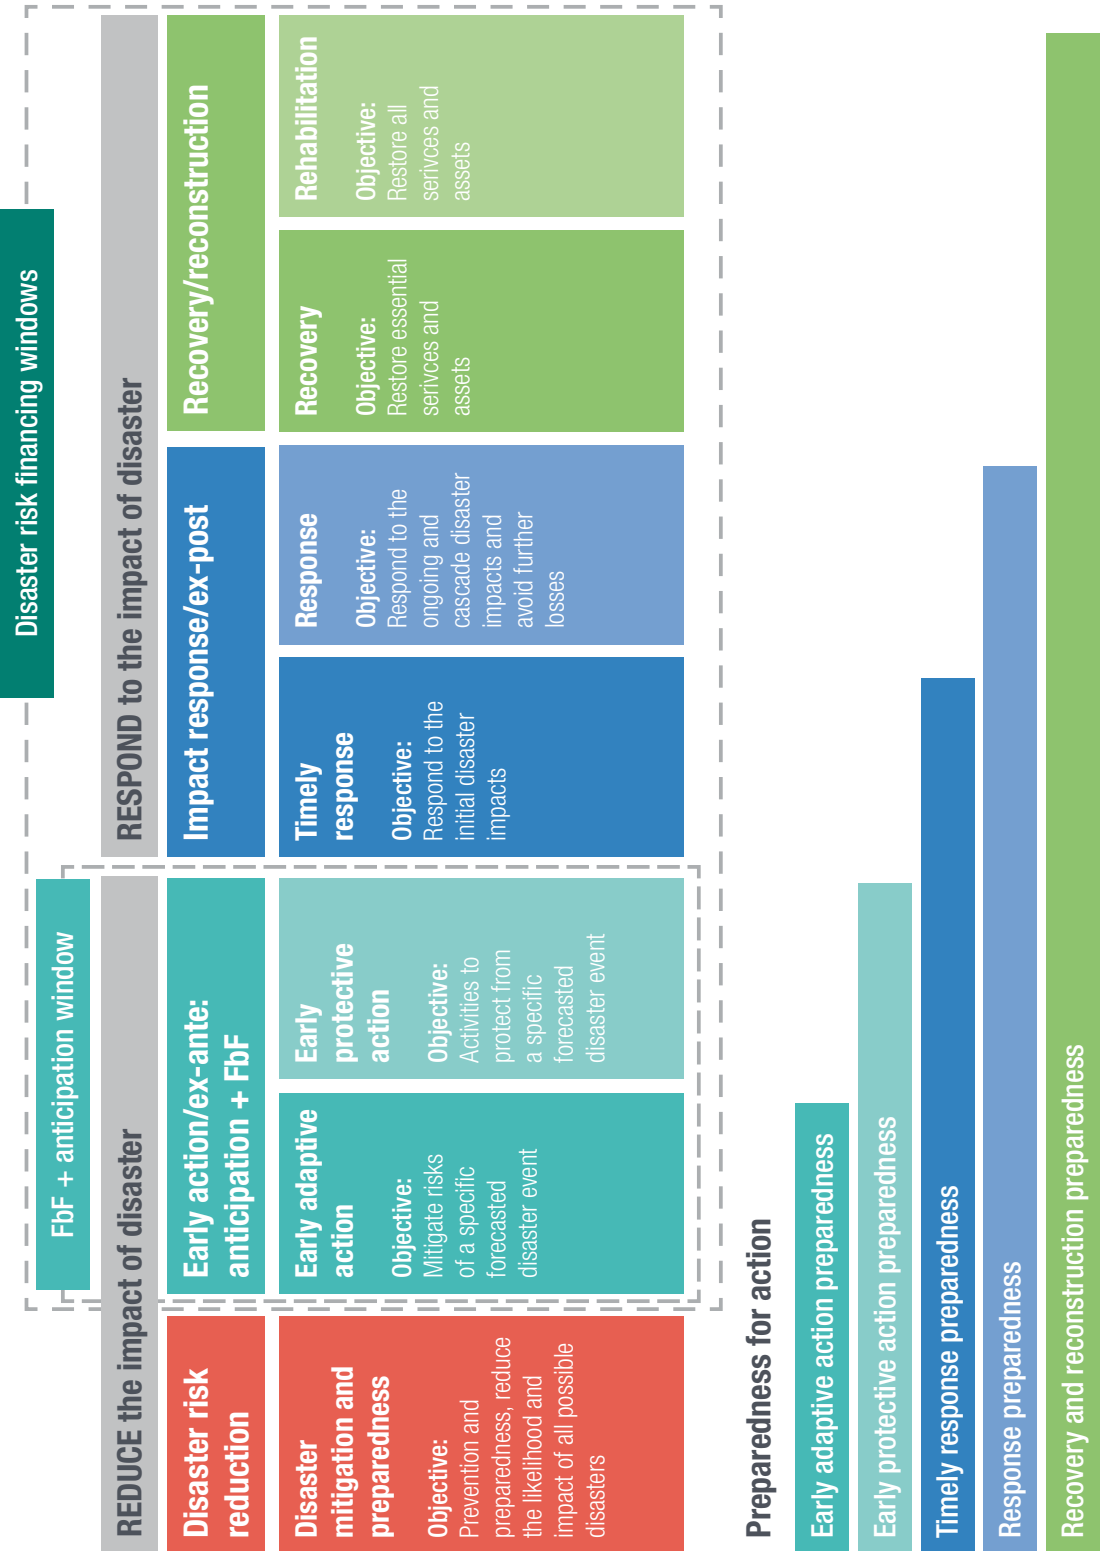 Disaster risk financing windows
FbF + anticipation window
REDUCE the impact of disaster
RESPOND to the impact of disaster
Disaster risk
reduction
Early action/ex-ante:
anticipation + FbF
Impact response/ex-post
Recovery/reconstruction
Disaster
mitigation and
preparedness
Objective:
Prevention and
preparedness, reduce
the likelihood and
impact of all possible
disasters
Early adaptive
action
Objective:
Mitigate risks
of a specific
forecasted
disaster event
Early
protective
action
Objective:
Activities to
protect from
a specific
forecasted
disaster event
Timely
response
Objective:
Respond to the
initial disaster
impacts
Response
Objective:
Respond to the
ongoing and
cascade disaster
impacts and
avoid further
losses
Recovery
Objective:
Restore essential
serivces and
assets
Rehabilitation
Objective:
Restore all
serivces and
assets
Preparedness for action
Early adaptive action preparedness
Early protective action preparedness
Timely response preparedness
Response preparedness
Recovery and reconstruction preparedness